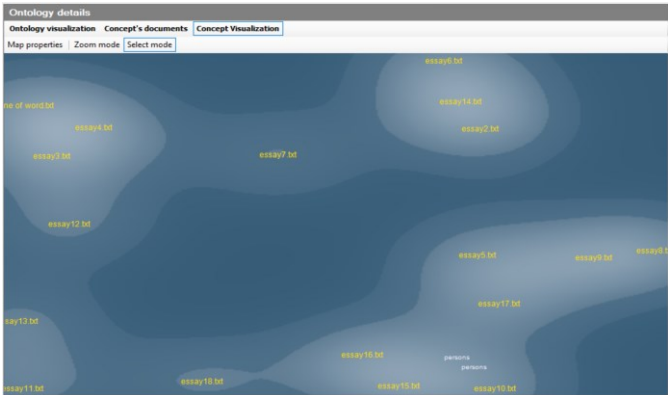 Ontology details
Ontology visualization Concept's documents Concept Visualization
Map properties Zoom mode Select mode
essay6.txt
ne of word.txt
essay14.txt
essay4.txt
essay2.txt
essay3.txt
essay7.txt
essay12.txt
essay5.txt
essay9.txt
essay8.t
essay17.txt
say13.txt
essay16.txt
persons
persons
essay18.txt
essay11.txt
essay15.txt
essay10.txt